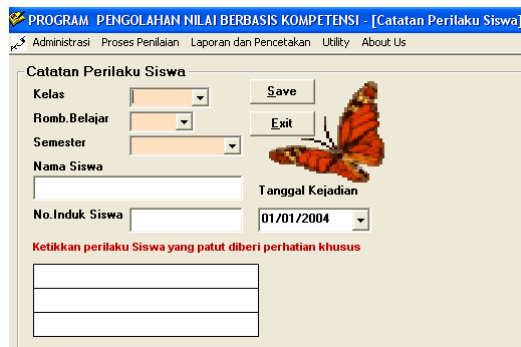 PROGRAM PENGOLAHAN NILAI BERBASIS KOMPETENSI - [Catatan Perilaku Siswa]
Administrasi Proses Penilaian Laporan dan Pencetakan Utility About Us
Catatan Perilaku Siswa
Kelas
Save
Romb.Belajar
Exit
Semester
Nama Siswa
Tanggal Kejadian
No.Induk Siswa
01/01/2004
Ketikkan perilaku Siswa yang patut diberi perhatian khusus